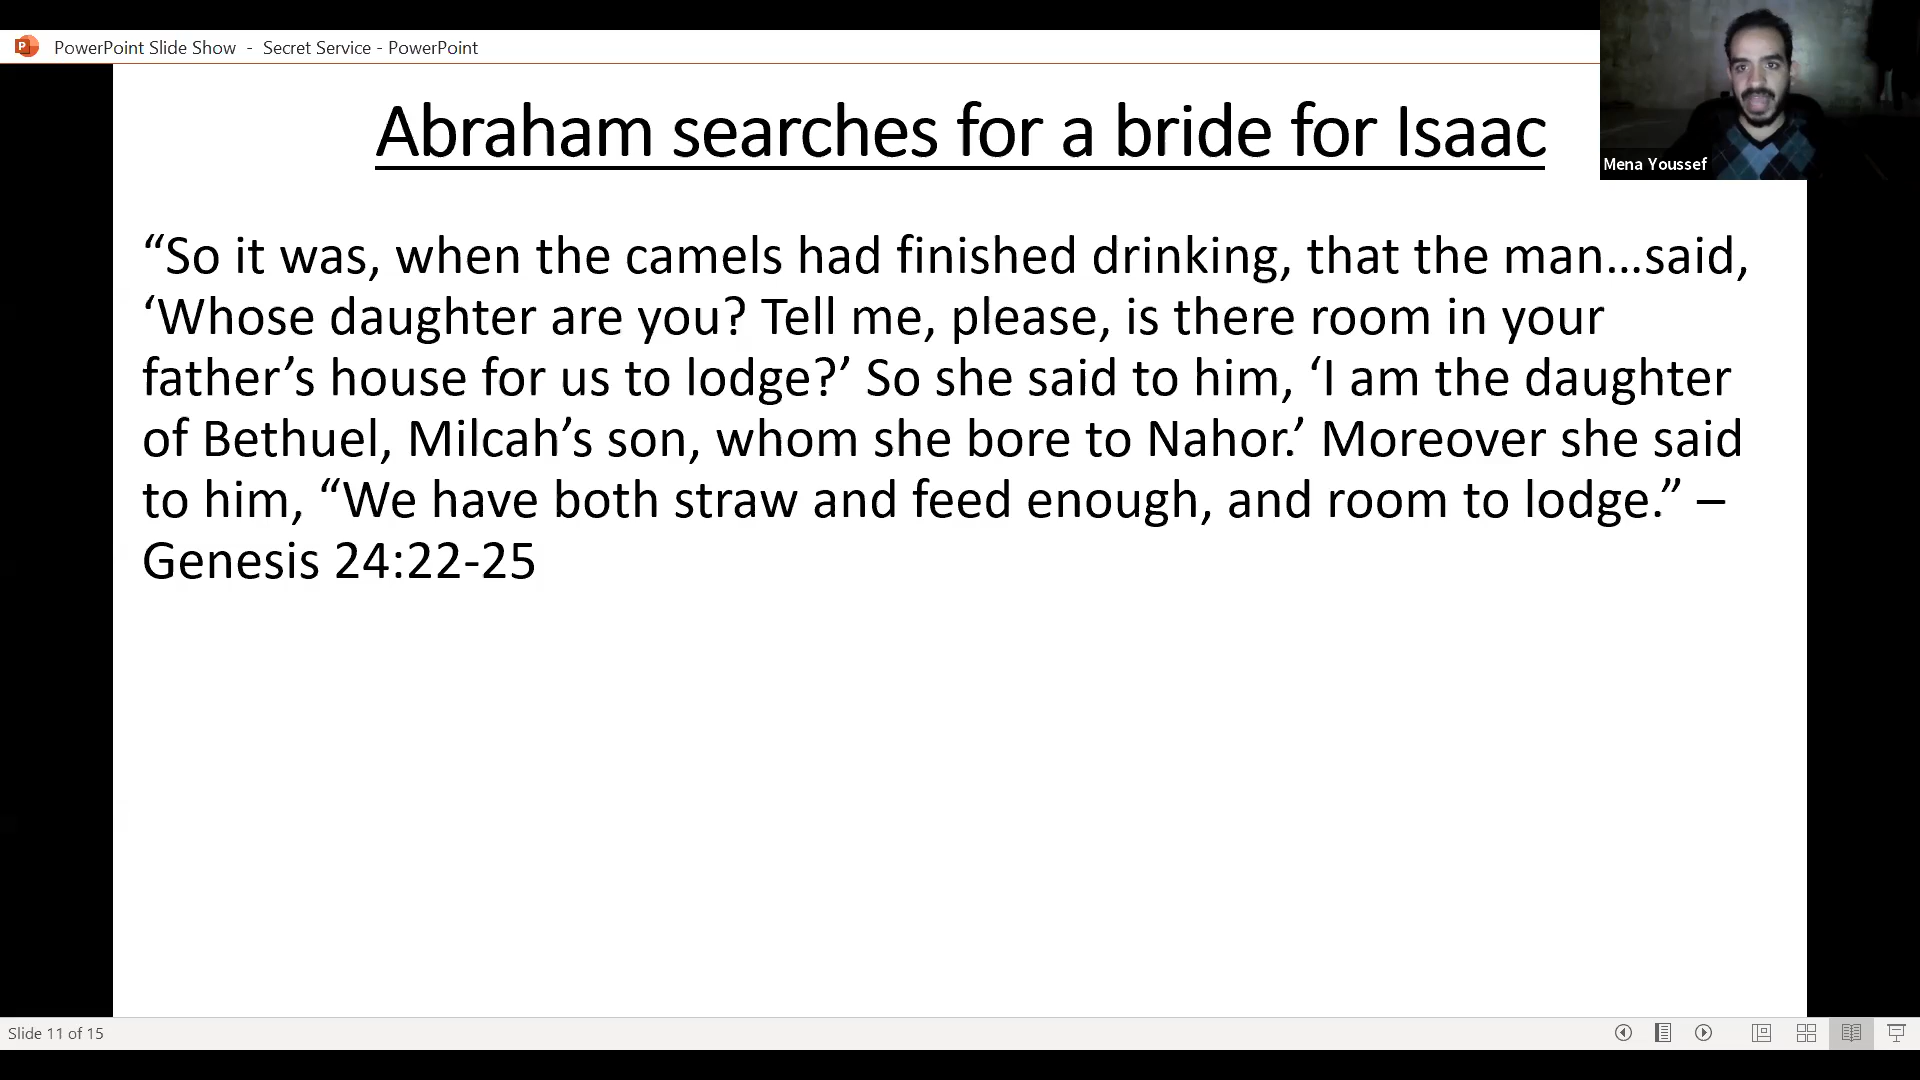 PowerPoint Slide Show - Secret Service - PowerPoint
Abraham searches for a bride for Isaac
Mena Youssef
“So it was, when the camels had finished drinking, that the man…said,
‘Whose daughter are you? Tell me, please, is there room in your
father’s house for us to lodge?’ So she said to him, ‘I am the daughter
of Bethuel, Milcah’s son, whom she bore to Nahor.’ Moreover she said
to him, “We have both straw and feed enough, and room to lodge.” –
Genesis 24:22-25
Slide 11 of 15